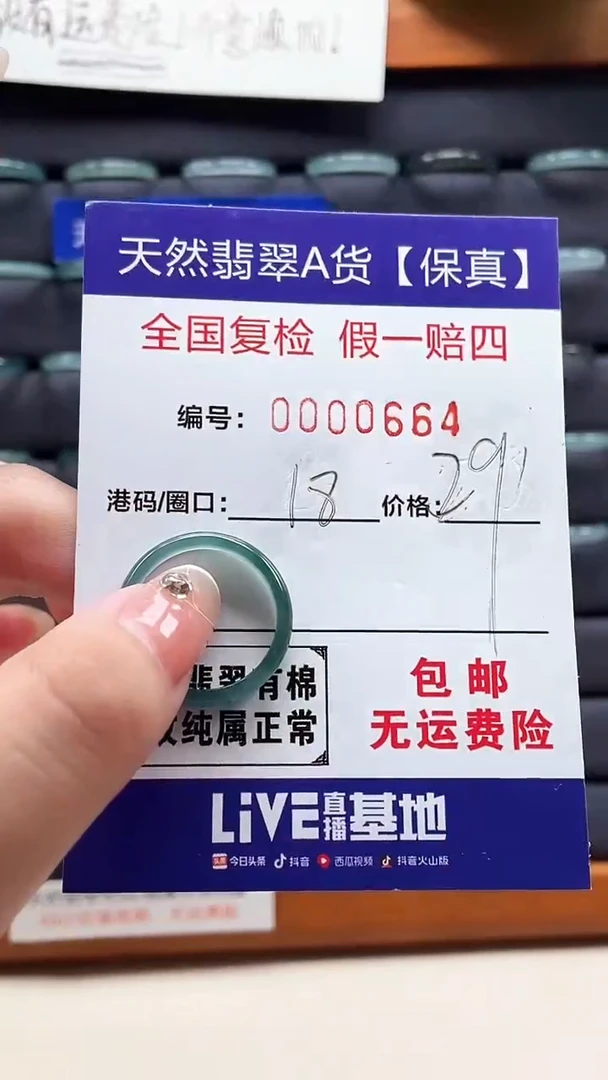 天然翡翠A货【保真】
全国复检 假一赔四
编号: 0000664
港码/圈口: 18 价格: 291
翡翠有棉
纯属正常
包邮
无运费险
LiVE直播基地
头条 今日头条 抖音 西瓜视频 抖音火山版